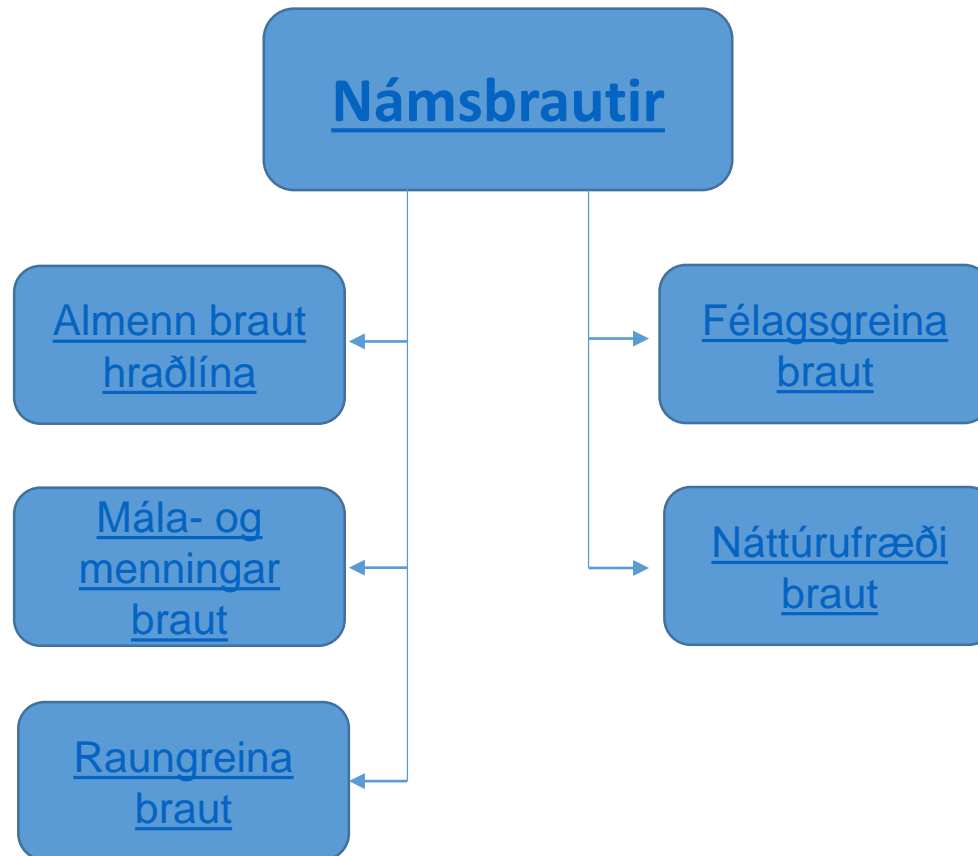 Námsbrautir
Almenn braut
hraðlína
Félagsgreina
braut
Mála- og
menningar
braut
Náttúrufræði
braut
Raungreina
braut